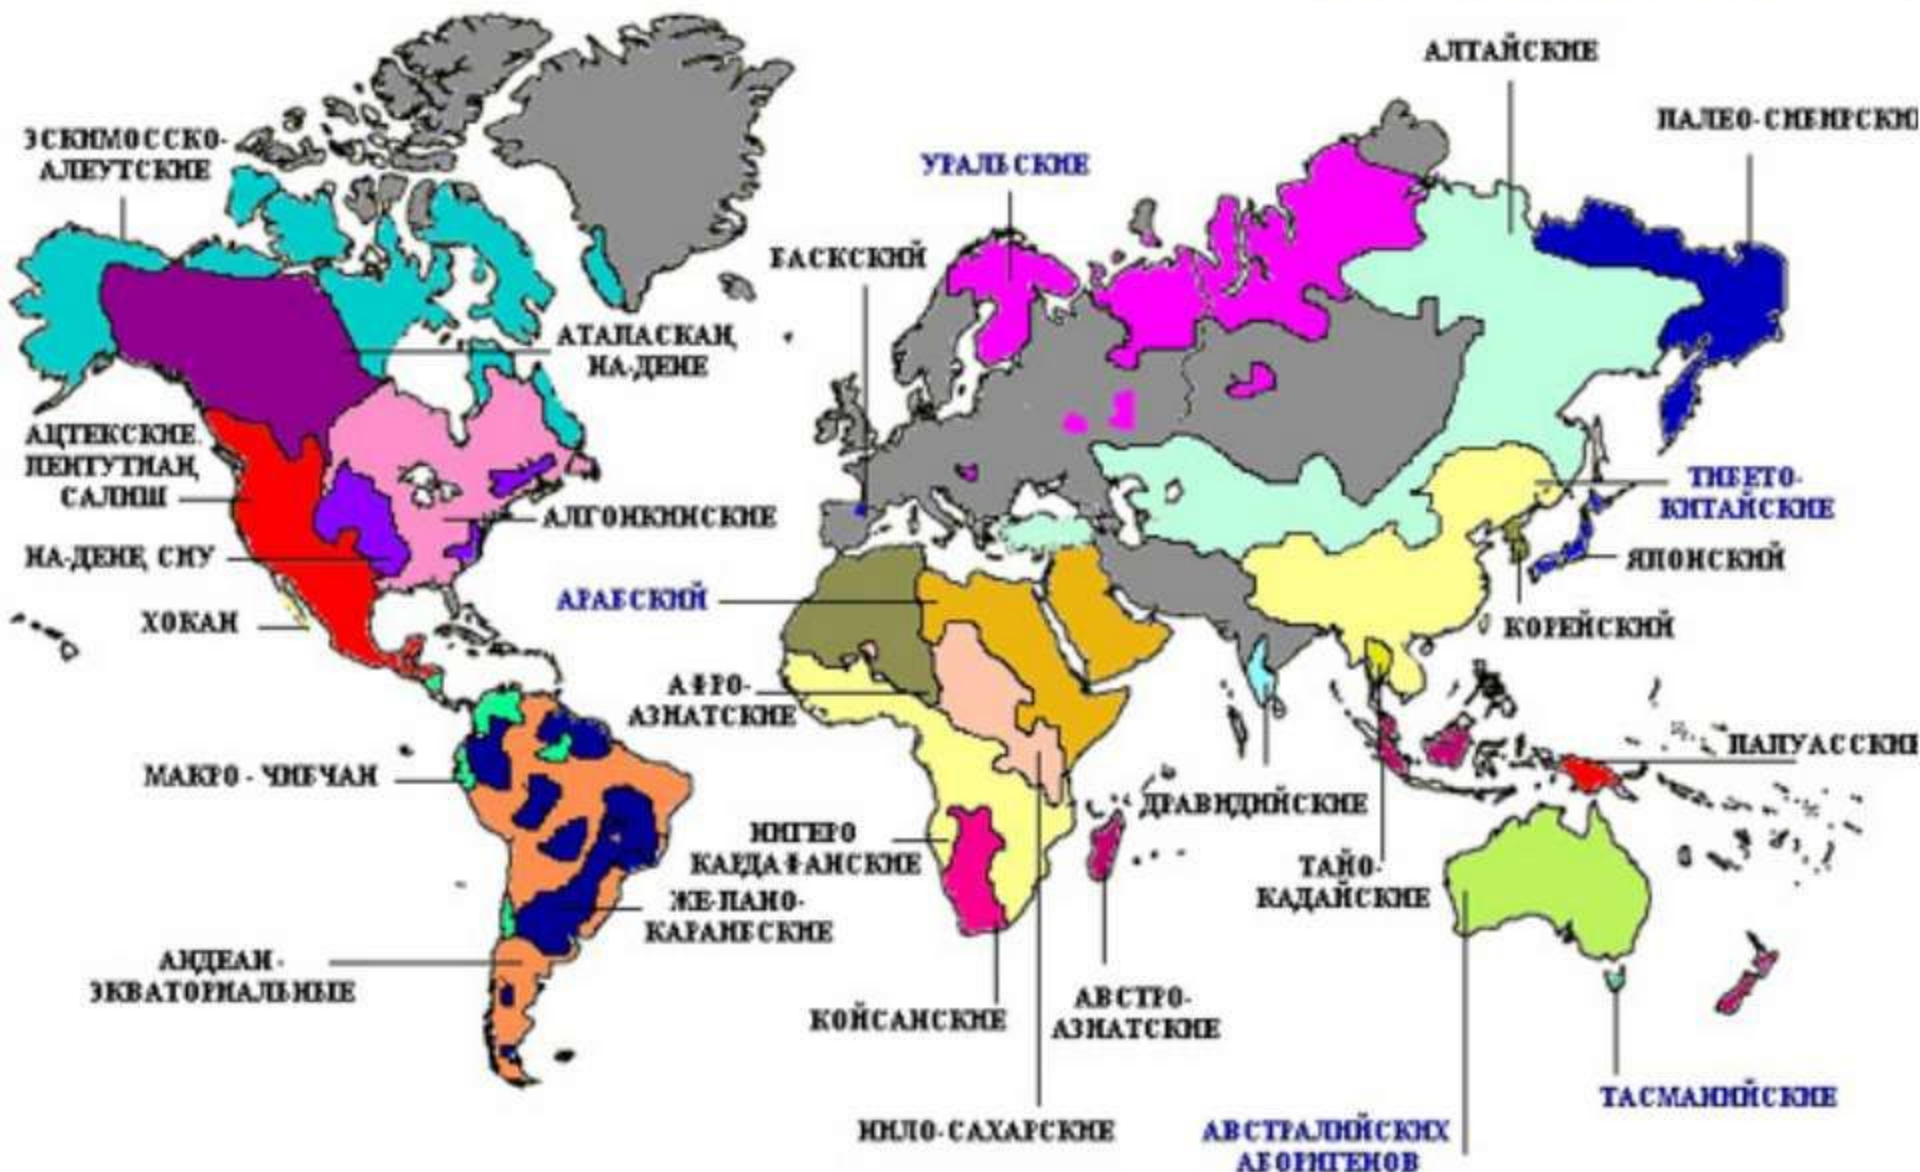 АЛТАЙСКИЕ
ПАЛЕО-СИБИРСКИ
ЭСКИМОССКО-
АЛЕУТСКИЕ
УРАЛЬСКИЕ
БАСКСКИЙ
АТАПАСКАН,
НА-ДЕНЕ
АЦТЕКСКИЕ.
ПЕНТУТИАН,
САЛИШ
ТИБЕТО-
КИТАЙСКИЕ
АЛГОНКИНСКИЕ
НА-ДЕНЕ, СИУ
ЯПОНСКИЙ
АРАБСКИЙ
ХОКАН
КОРЕЙСКИЙ
АФРО-
АЗИАТСКИЕ
ПАПУАССКИЕ
МАКРО - ЧИБЧАН
ДРАВИДИЙСКИЕ
НИГЕРО
КАРДАФАНСКИЕ
ТАЙО-
КАДАЙСКИЕ
ЖЕ-ПАНО-
КАРАИБСКИЕ
АНДЕАН -
ЭКВАТОРИАЛЬНЫЕ
АВСТРО-
АЗИАТСКИЕ
КОЙСАНСКИЕ
ТАСМАНИЙСКИЕ
НИЛО-САХАРСКИЕ
АВСТРАЛИЙСКИХ
АБОРИГЕНОВ